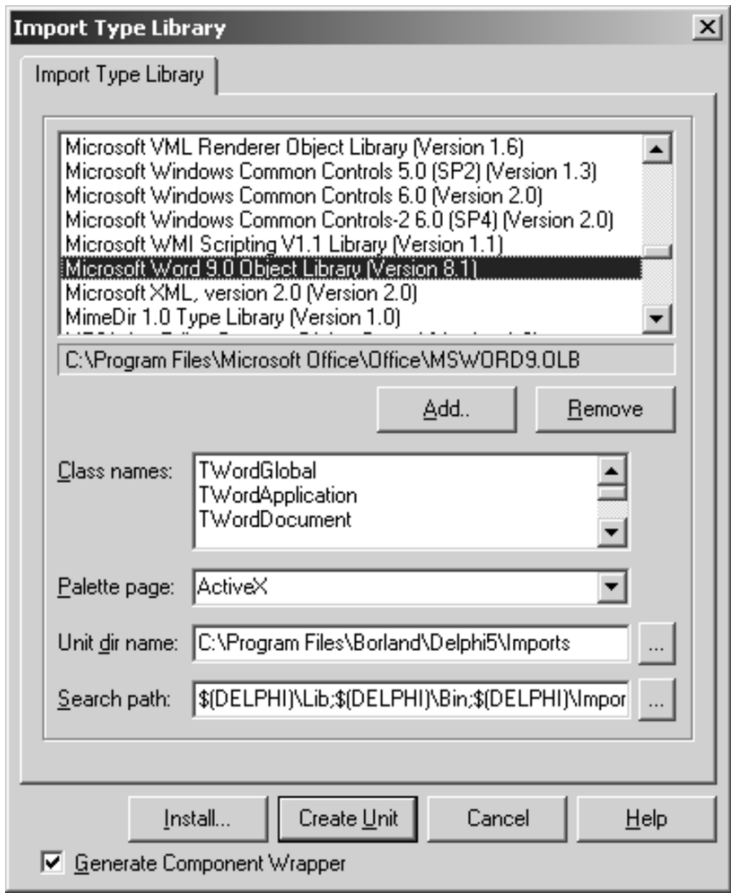 Import Type Library
Import Type Library
Microsoft VML Renderer Object Library (Version 1.6)
Microsoft Windows Common Controls 5.0 (SP2) (Version 1.3)
Microsoft Windows Common Controls 6.0 (Version 2.0)
Microsoft Windows Common Controls-2 6.0 (SP4) (Version 2.0)
Microsoft WMI Scripting V1.1 Library (Version 1.1)
Microsoft Word 9.0 Object Library (Version 8.1)
Microsoft XML, version 2.0 (Version 2.0)
MimeDir 1.0 Type Library (Version 1.0)
C:\Program Files\Microsoft Office\Office\MSWORD9.OLB
Add.. Remove
Class names: TWordGlobal
TWordApplication
TWordDocument
Palette page: ActiveX
Unit dir name: C:\Program Files\Borland\Delphi5\Imports ...
Search path: $(DELPHI)\Lib;$(DELPHI)\Bin;$(DELPHI)\Impor ...
Install... Create Unit Cancel Help
Generate Component Wrapper